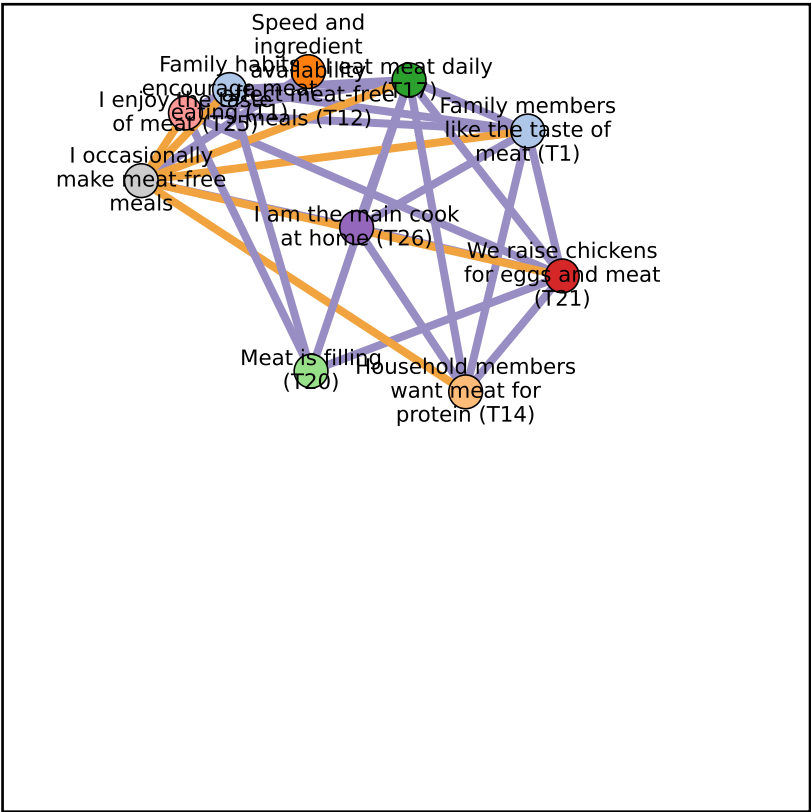 Speed and
ingredient
availability
affect meat-free
meals (T12)
Family habits
encourage meat
eating (T1)
I eat meat daily
(T17)
I enjoy the taste
of meat (T25)
Family members
like the taste of
meat (T1)
I occasionally
make meat-free
meals
I am the main cook
at home (T26)
We raise chickens
for eggs and meat
(T21)
Meat is filling
(T20)
Household members
want meat for
protein (T14)